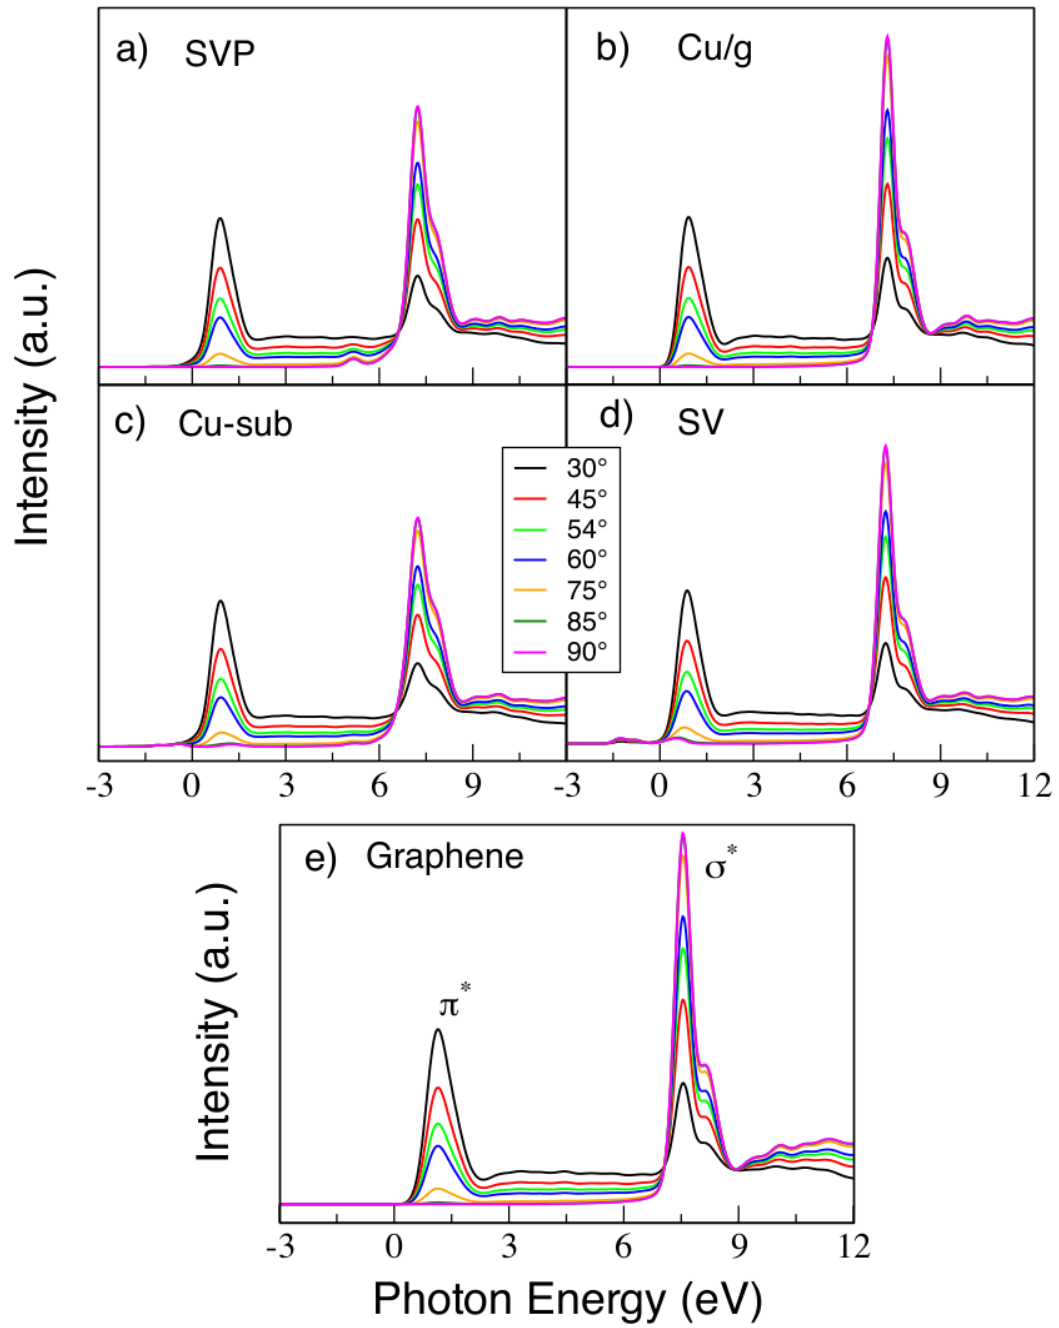 a) SVP
b) Cu/g
Intensity (a.u.)
c) Cu-sub
d) SV
30°
45°
54°
60°
75°
85°
90°
-3 0 3 6 9 -3 0 3 6 9 12
e) Graphene
σ*
π*
Intensity (a.u.)
-3 0 3 6 9 12
Photon Energy (eV)